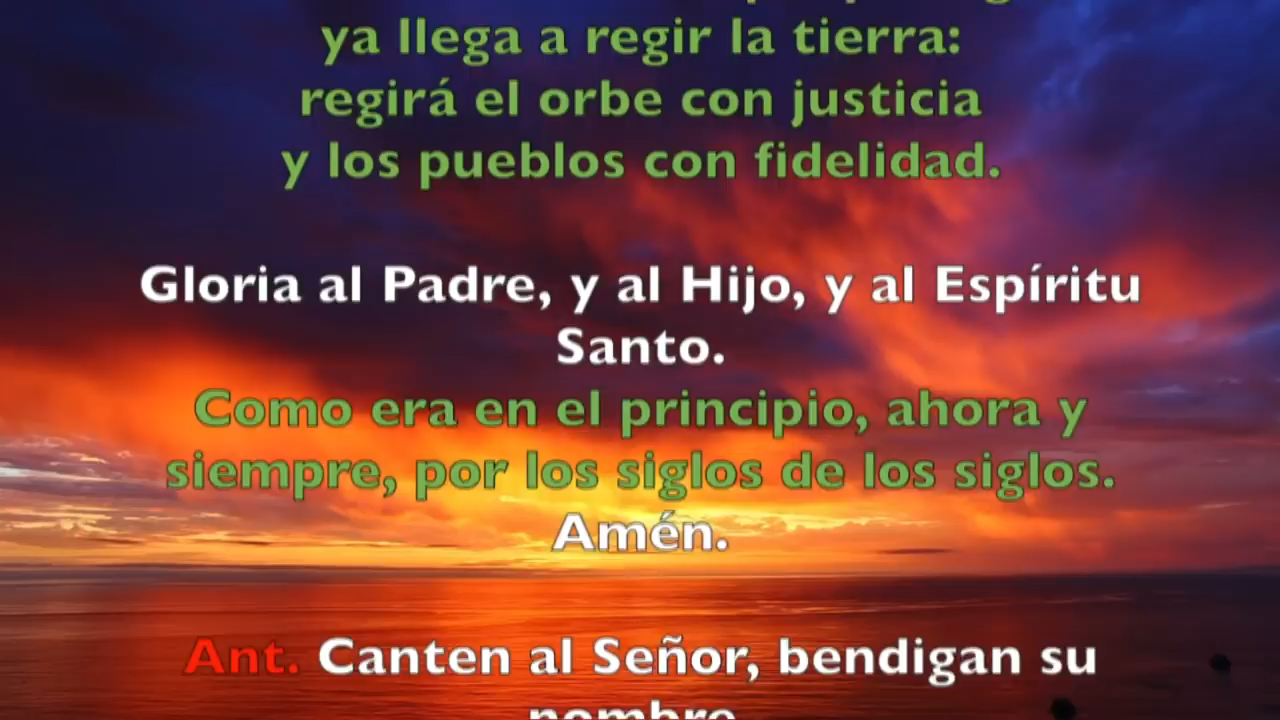 ya llega a regir la tierra:
regirá el orbe con justicia
y los pueblos con fidelidad.
Gloria al Padre, y al Hijo, y al Espíritu
Santo.
Como era en el principio, ahora y
siempre, por los siglos de los siglos.
Amén.
Ant. Canten al Señor, bendigan su
nombre